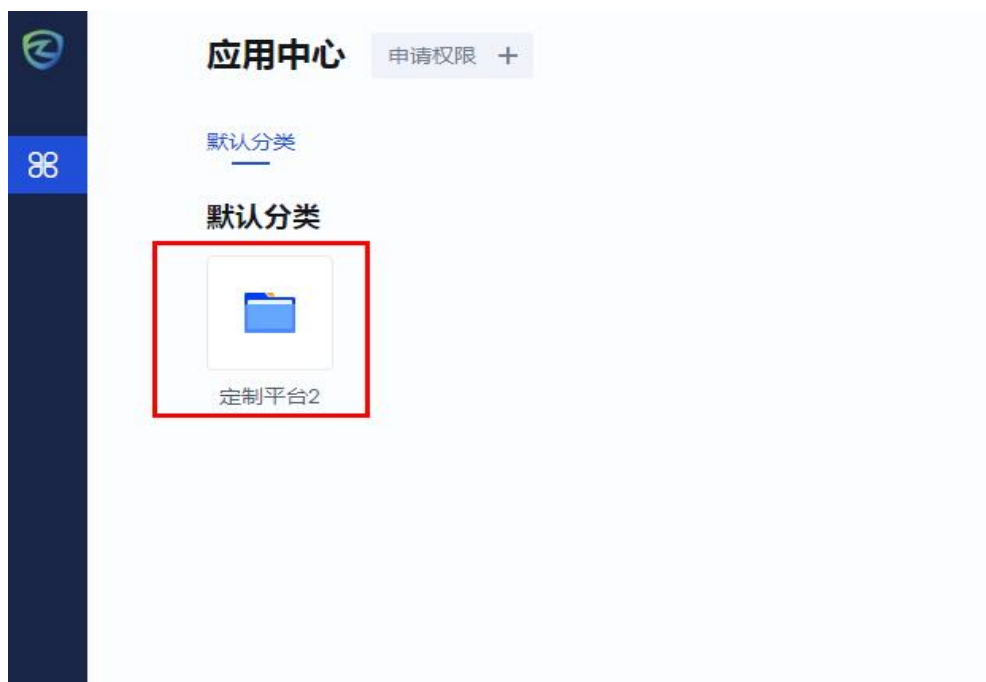 应用中心
申请权限 +
默认分类
默认分类
定制平台2